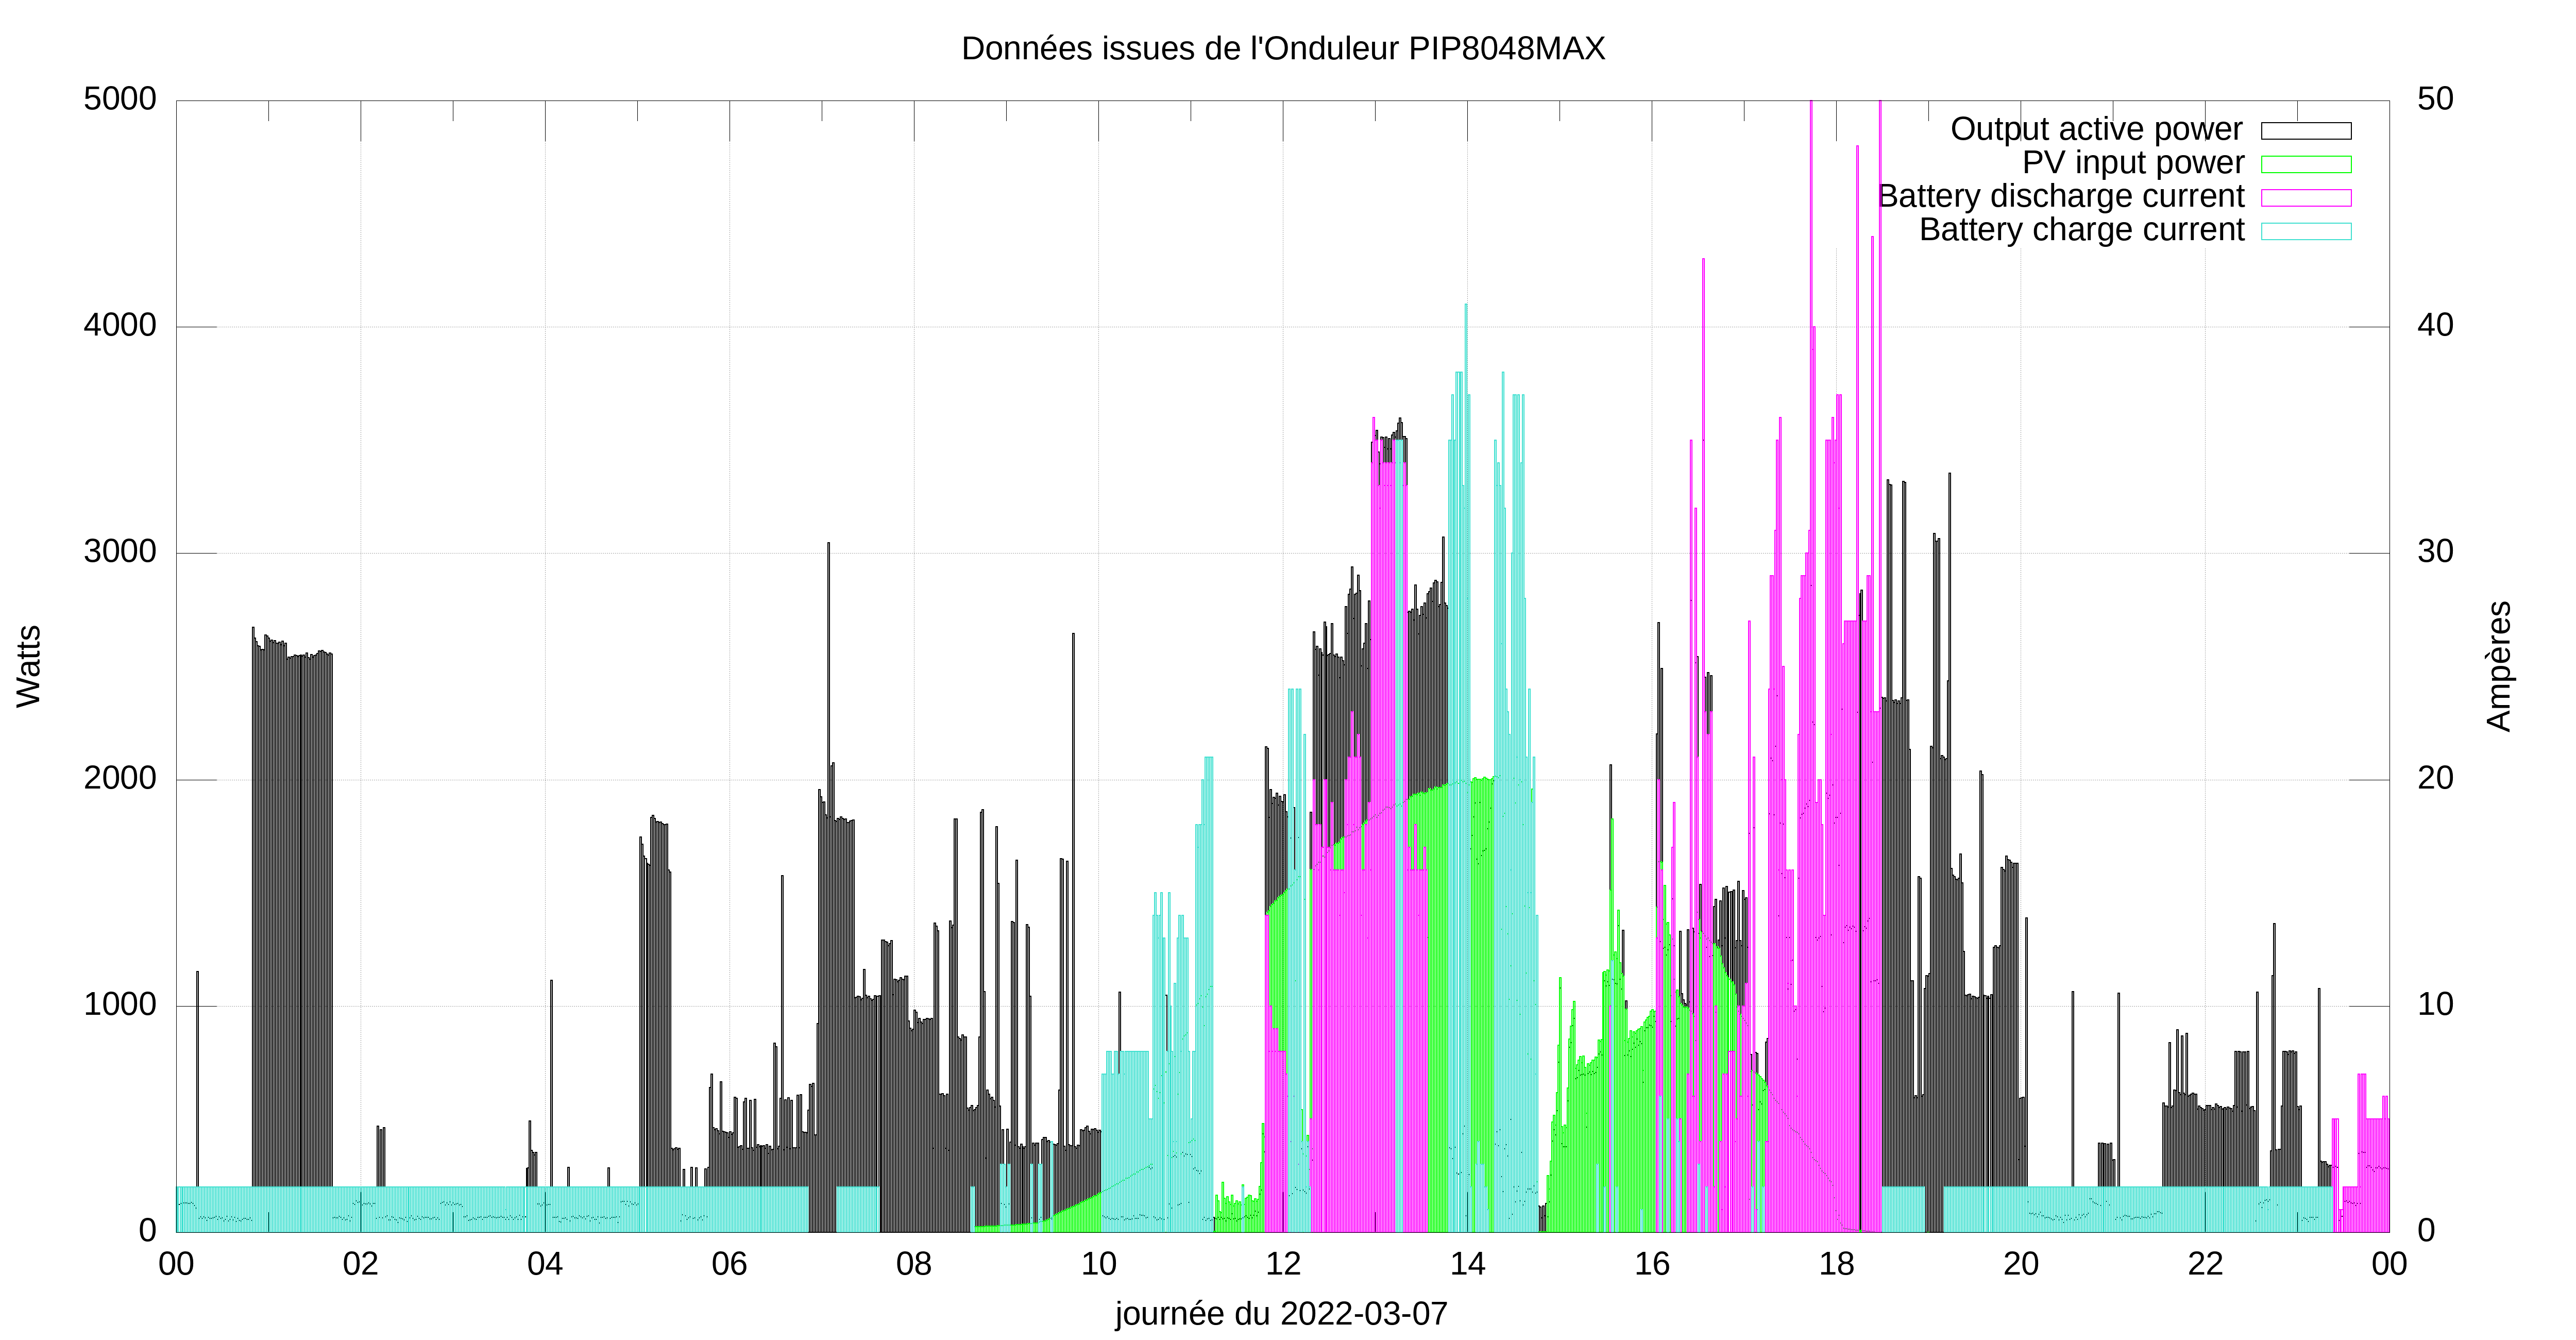 Données issues de l'Onduleur PIP8048MAX
5000
50
Output active power
PV input power
Battery discharge current
Battery charge current
4000
40
3000
30
Watts
Ampères
2000
20
1000
10
0
0
00 02 04 06 08 10 12 14 16 18 20 22 00
journée du 2022-03-07